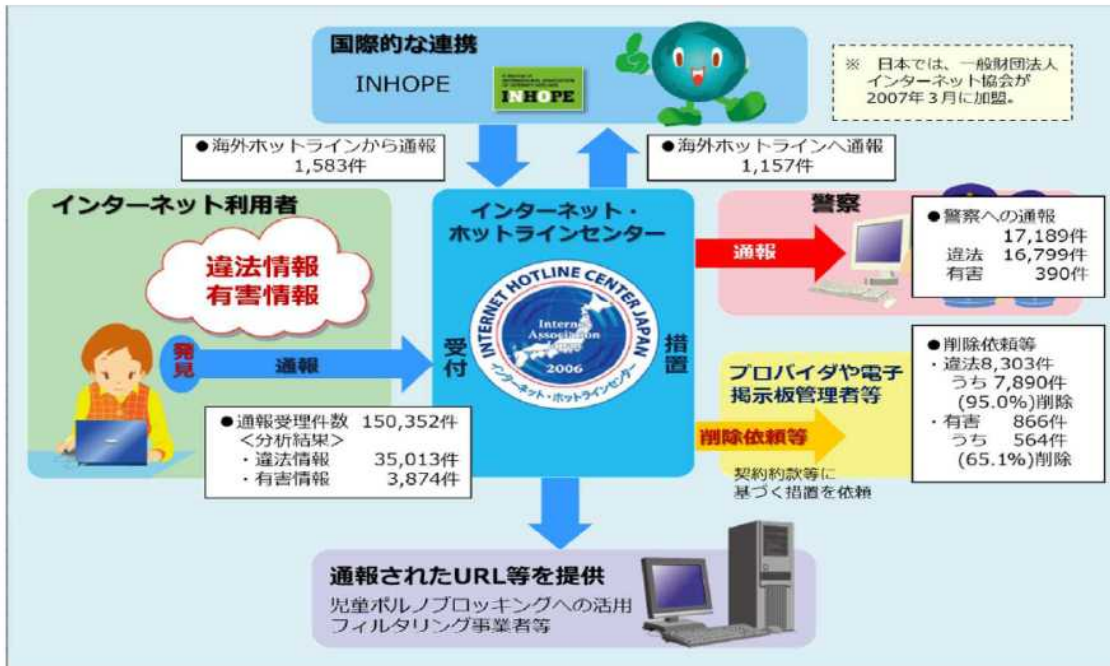 国際的な連携
INHOPE
INHOPE
※ 日本では、一般財団法人
インターネット協会が
2007年3月に加盟。
●海外ホットラインから通報
1,583件
●海外ホットラインへ通報
1,157件
インターネット利用者
違法情報
有害情報
発見
通報
●通報受理件数 150,352件
<分析結果>
・違法情報 35,013件
・有害情報 3,874件
インターネット・
ホットラインセンター
受付
INTERNET HOTLINE CENTER JAPAN
Internet
Association
2006
インターネット・ホットラインセンター
措置
警察
通報
●警察への通報
17,189件
違法 16,799件
有害 390件
プロバイダや電子
掲示板管理者等
削除依頼等
契約約款等に
基づく措置を依頼
●削除依頼等
・違法8,303件
うち 7,890件
(95.0%)削除
・有害 866件
うち 564件
(65.1%)削除
通報されたURL等を提供
児童ポルノブロッキングへの活用
フィルタリング事業者等